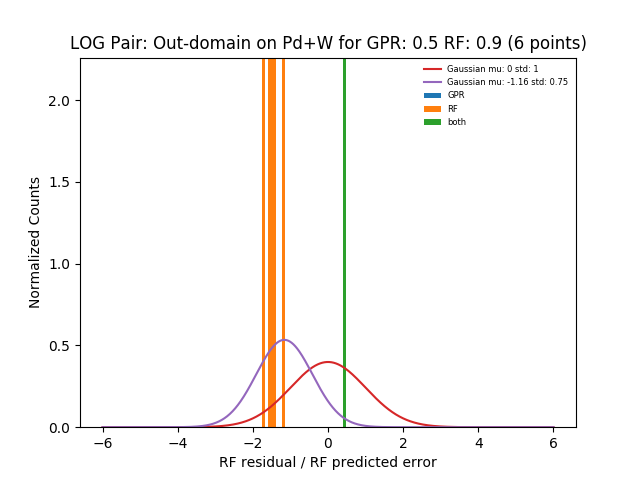 LOG Pair: Out-domain on Pd+W for GPR: 0.5 RF: 0.9 (6 points)
Gaussian mu: 0 std: 1
Gaussian mu: -1.16 std: 0.75
GPR
RF
both
Normalized Counts
2.0
1.5
1.0
0.5
0.0
−6
−4
−2
0
2
4
6
RF residual / RF predicted error